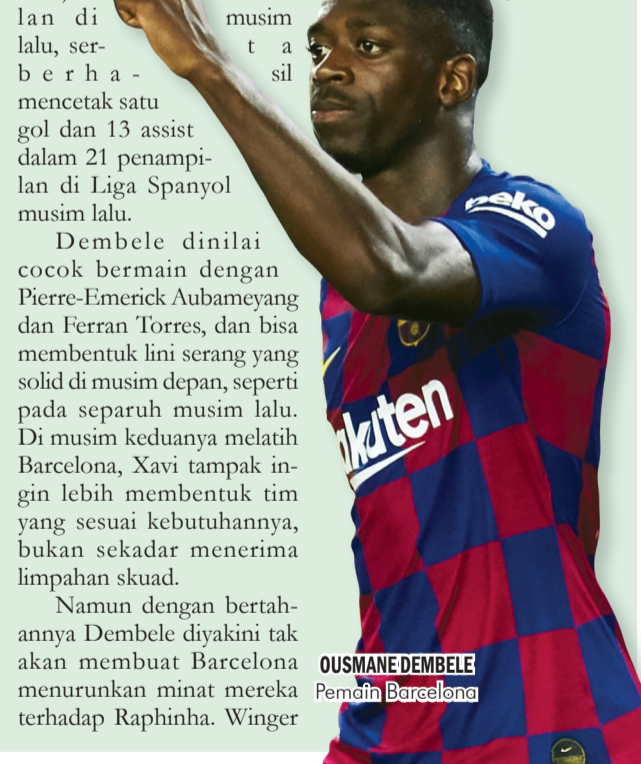 lan di musim
lalu, ser- t a
b e r h a - sil
mencetak satu
gol dan 13 assist
dalam 21 penampi-
lan di Liga Spanyol
musim lalu.
Dembele dinilai
cocok bermain dengan
Pierre-Emerick Aubameyang
dan Ferran Torres, dan bisa
membentuk lini serang yang
solid di musim depan, seperti
pada separuh musim lalu.
Di musim keduanya melatih
Barcelona, Xavi tampak in-
gin lebih membentuk tim
yang sesuai kebutuhannya,
bukan sekadar menerima
limpahan skuad.
Namun dengan bertah-
annya Dembele diyakini tak
akan membuat Barcelona
menurunkan minat mereka
terhadap Raphinha. Winger
beko
akuten
OUSMANE DEMBELE
Pemain Barcelona